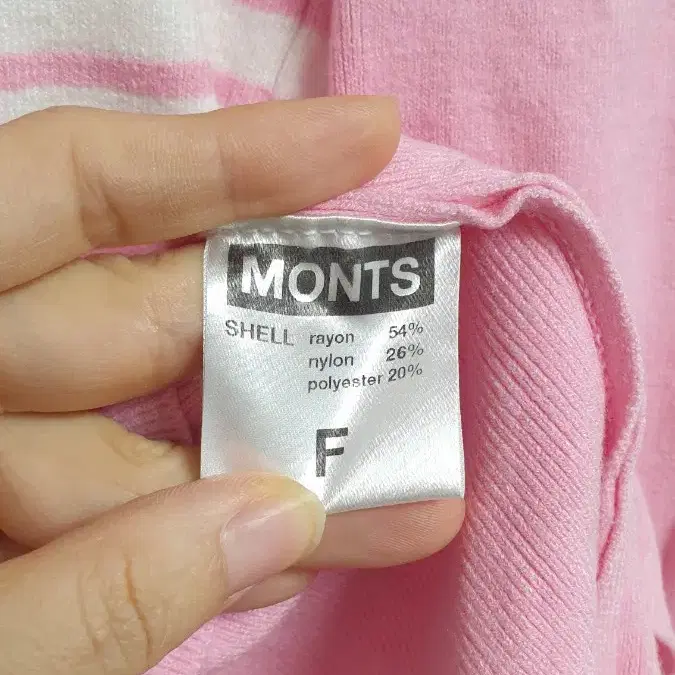 MONTS
SHELL rayon 54%
nylon 26%
polyester 20%
F